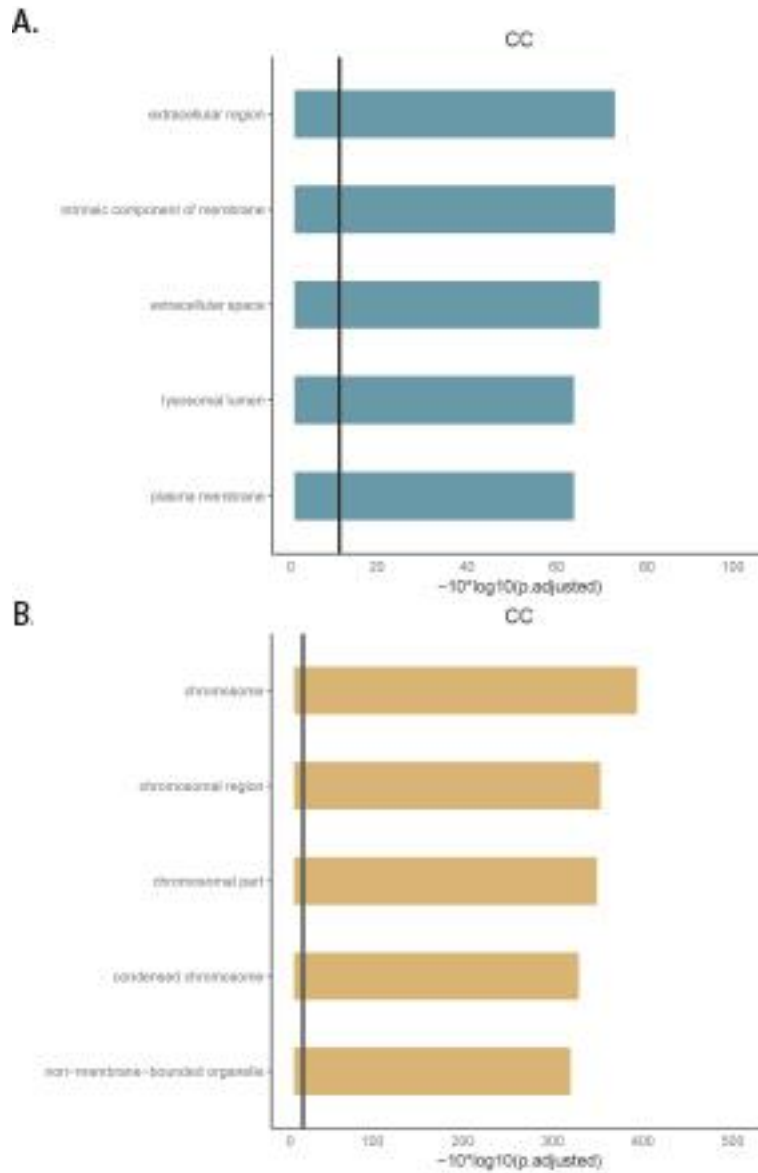 A.
CC
extracellular region
intrinsic component of membrane
extracellular space
lysosomal lumen
plasma membrane
0 20 40 60 80 100
-10*log10(p.adjusted)
B.
CC
chromosome
chromosomal region
chromosomal part
condensed chromosome
non-membrane-bounded organelle
0 100 200 300 400 500
-10*log10(p.adjusted)